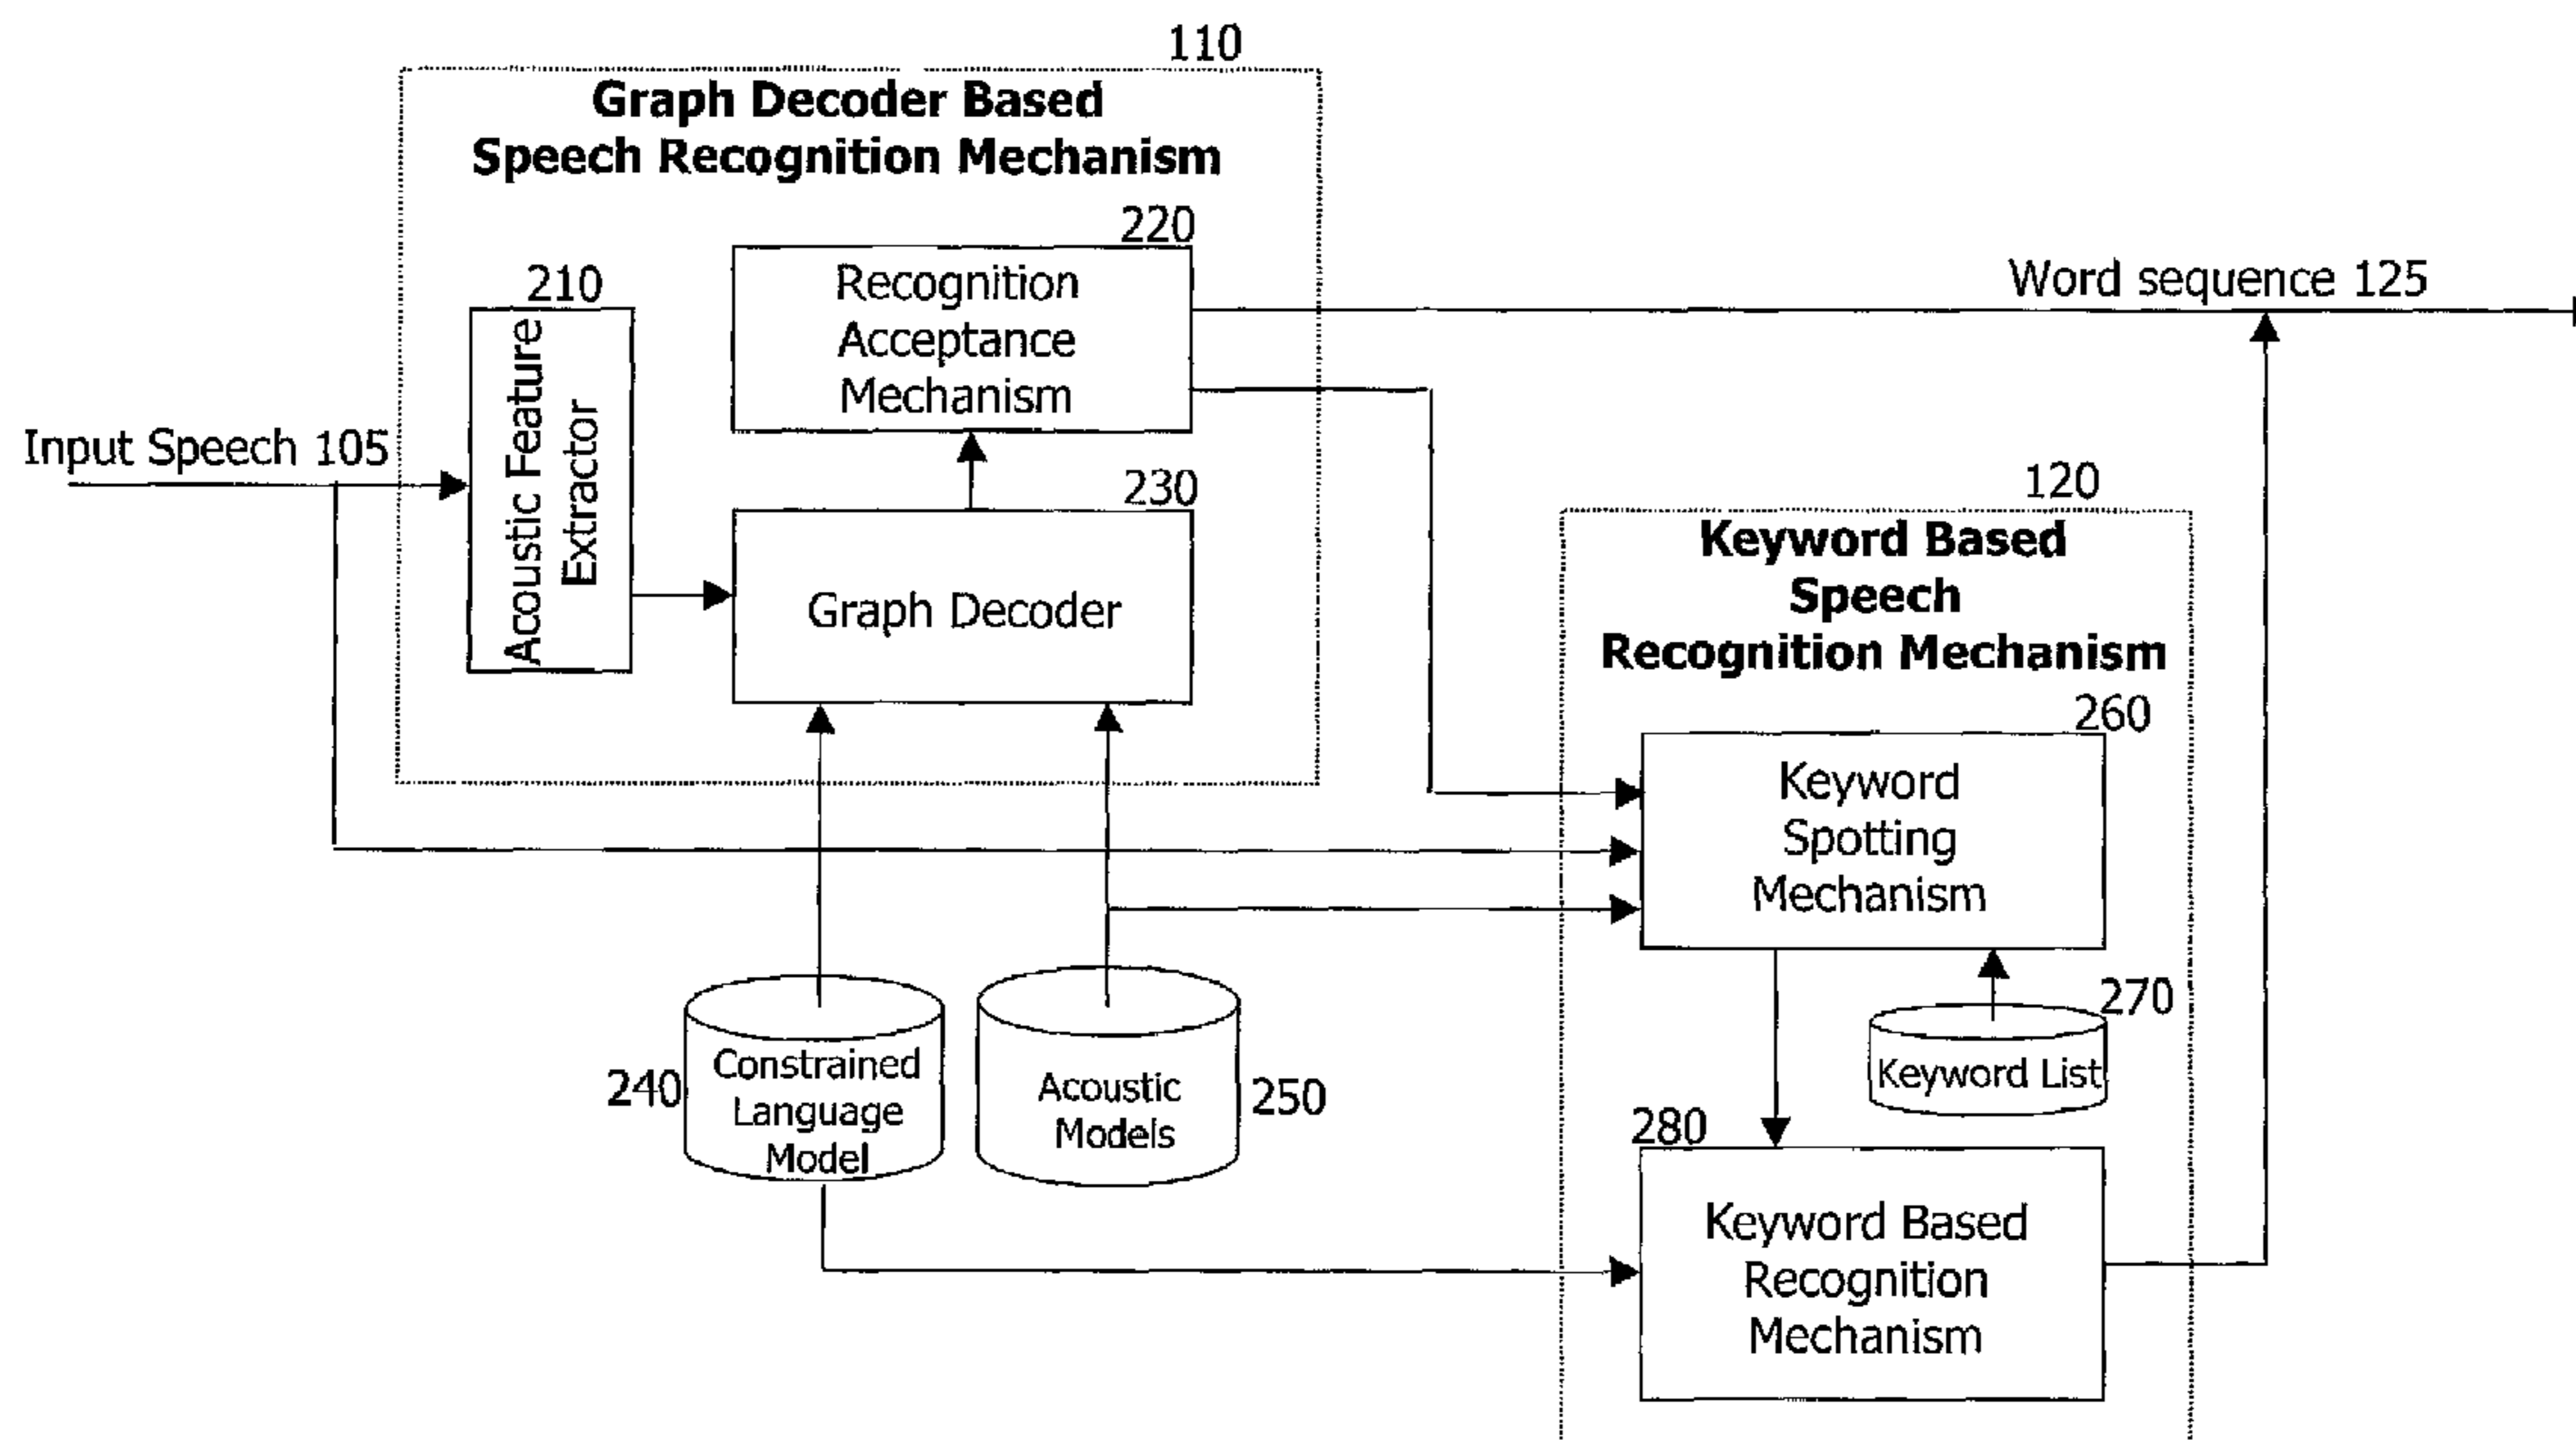 110
Graph Decoder Based
Speech Recognition Mechanism
220
Recognition
Acceptance
Mechanism
210
Acoustic Feature
Extractor
Word sequence 125
Input Speech 105
230
Graph Decoder
120
Keyword Based
Speech
Recognition Mechanism
260
Keyword
Spotting
Mechanism
270
Keyword List
240
Constrained
Language
Model
Acoustic
Models
250
280
Keyword Based
Recognition
Mechanism